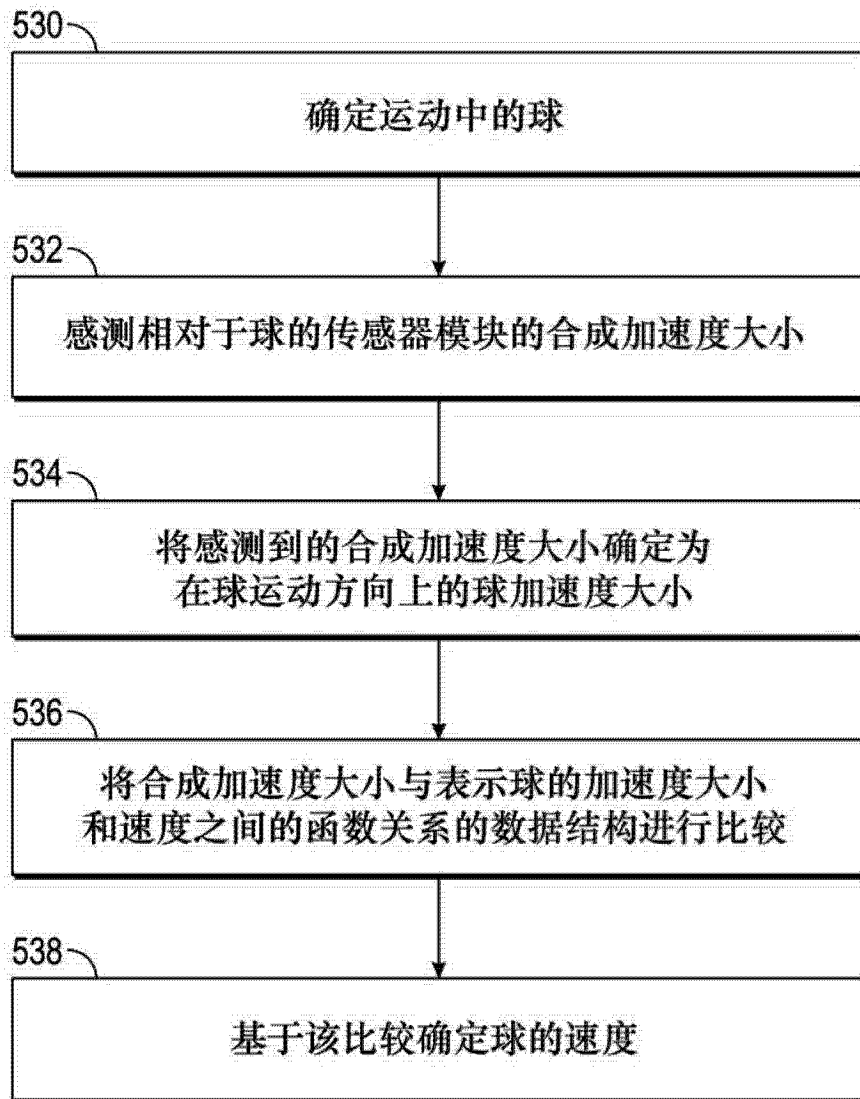 530
确定运动中的球
532
感测相对于球的传感器模块的合成加速度大小
534
将感测到的合成加速度大小确定为
在球运动方向上的球加速度大小
536
将合成加速度大小与表示球的加速度大小
和速度之间的函数关系的数据结构进行比较
538
基于该比较确定球的速度